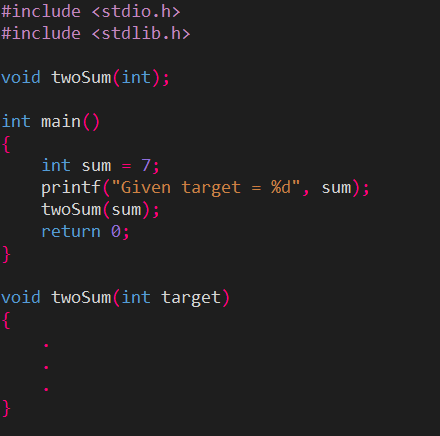 #include <stdio.h>
#include <stdlib.h>

void twoSum(int);

int main()
{
    int sum = 7;
    printf("Given target = %d", sum);
    twoSum(sum);
    return 0;
}

void twoSum(int target)
{
    .
    .
    .
}